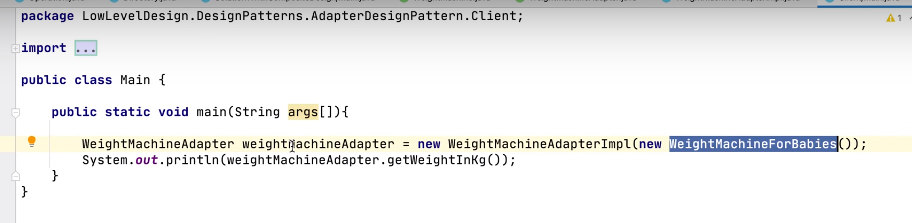 package LowLevelDesign.DesignPatterns.AdapterDesignPattern.Client;
import ...
public class Main {
public static void main(String args[]){
WeightMachineAdapter weightMachineAdapter = new WeightMachineAdapterImpl(new WeightMachineForBabies());
System.out.println(weightMachineAdapter.getWeightInKg());
}
}
1